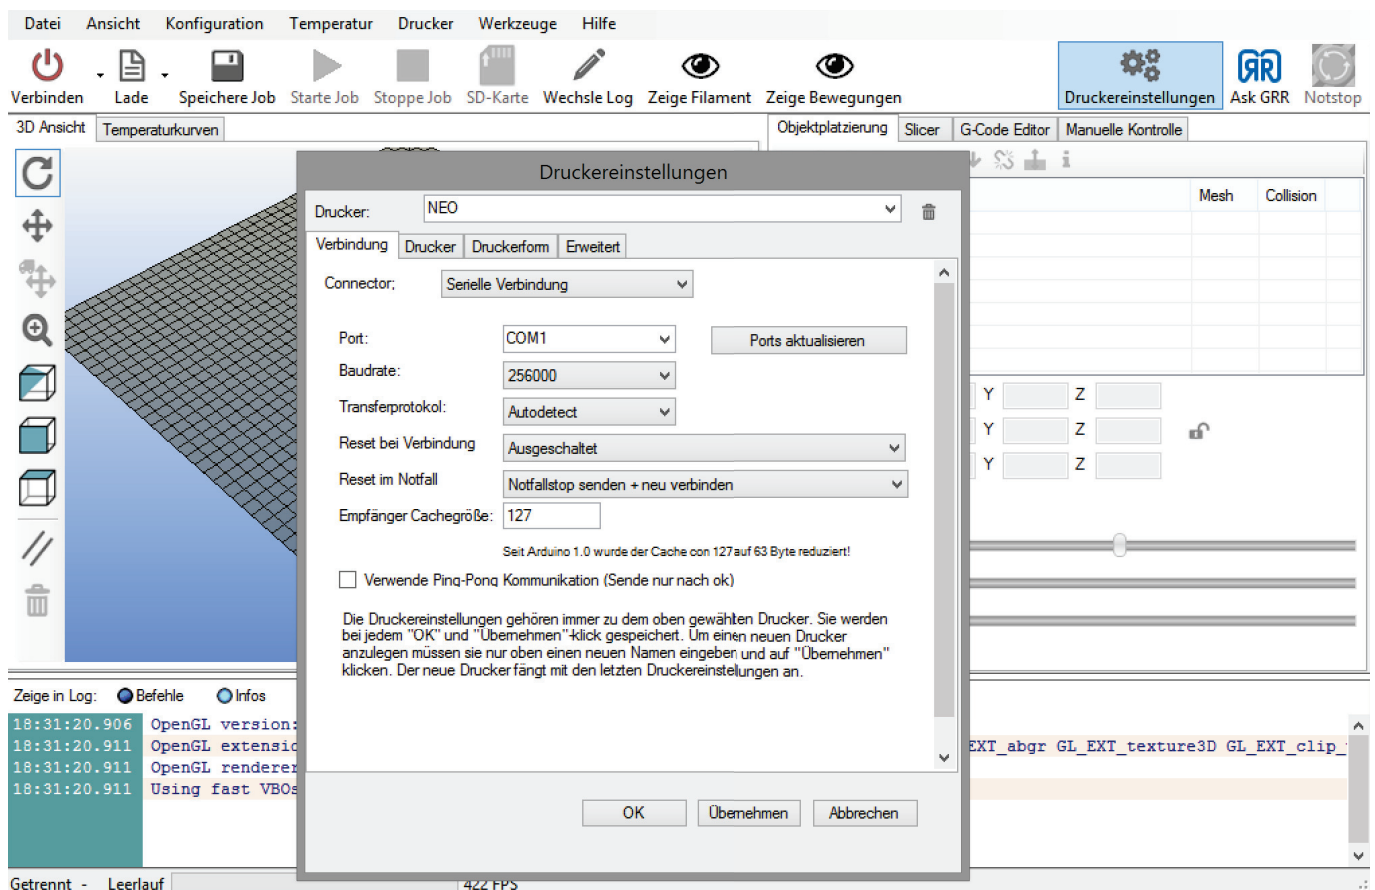 Datei Ansicht Konfiguration Temperatur Drucker Werkzeuge Hilfe
Verbinden Lade Speichere Job Starte Job Stoppe Job SD-Karte Wechsle Log Zeige Filament Zeige Bewegungen Druckereinstellungen Ask GRR Notstop
3D Ansicht Temperaturkurven Objektplatzierung Slicer G-Code Editor Manuelle Kontrolle
Druckereinstellungen
Mesh Collision
Drucker: NEO
Verbindung Drucker Druckerform Erweitert
Connector: Serielle Verbindung
Port: COM1 Ports aktualisieren
Baudrate: 256000
Y Z
Transferprotokol: Autodetect
Reset bei Verbindung Ausgeschaltet
Y Z
Reset im Notfall Notfallstop senden + neu verbinden
Y Z
Empfänger Cachegröße: 127
Seit Arduino 1.0 wurde der Cache con 127 auf 63 Byte reduziert!
Verwende Ping-Pong Kommunikation (Sende nur nach ok)
Die Druckereinstellungen gehören immer zu dem oben gewählten Drucker. Sie werden
bei jedem "OK" und "Übernehmen"-klick gespeichert. Um einen neuen Drucker
anzulegen müssen sie nur oben einen neuen Namen eingeben und auf "Übernehmen"
klicken. Der neue Drucker fängt mit den letzten Druckereinstellungen an.
Zeige in Log: Befehle Infos
18:31:20.906 OpenGL version:
18:31:20.911 OpenGL extensio EXT_abgr GL_EXT_texture3D GL_EXT_clip_
18:31:20.911 OpenGL renderer
18:31:20.911 Using fast VBOs
OK Übernehmen Abbrechen
Getrennt - Leerlauf 422 FPS